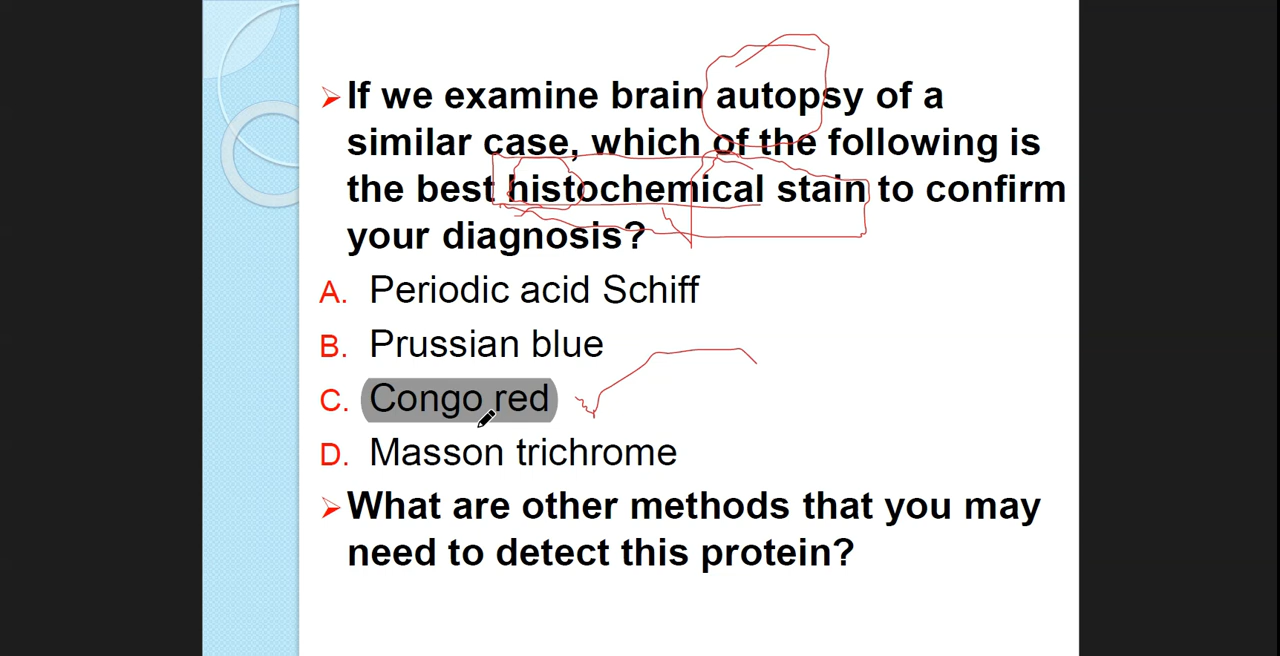 If we examine brain autopsy of a
similar case, which of the following is
the best histochemical stain to confirm
your diagnosis?
A. Periodic acid Schiff
B. Prussian blue
C. Congo red
D. Masson trichrome
What are other methods that you may
need to detect this protein?